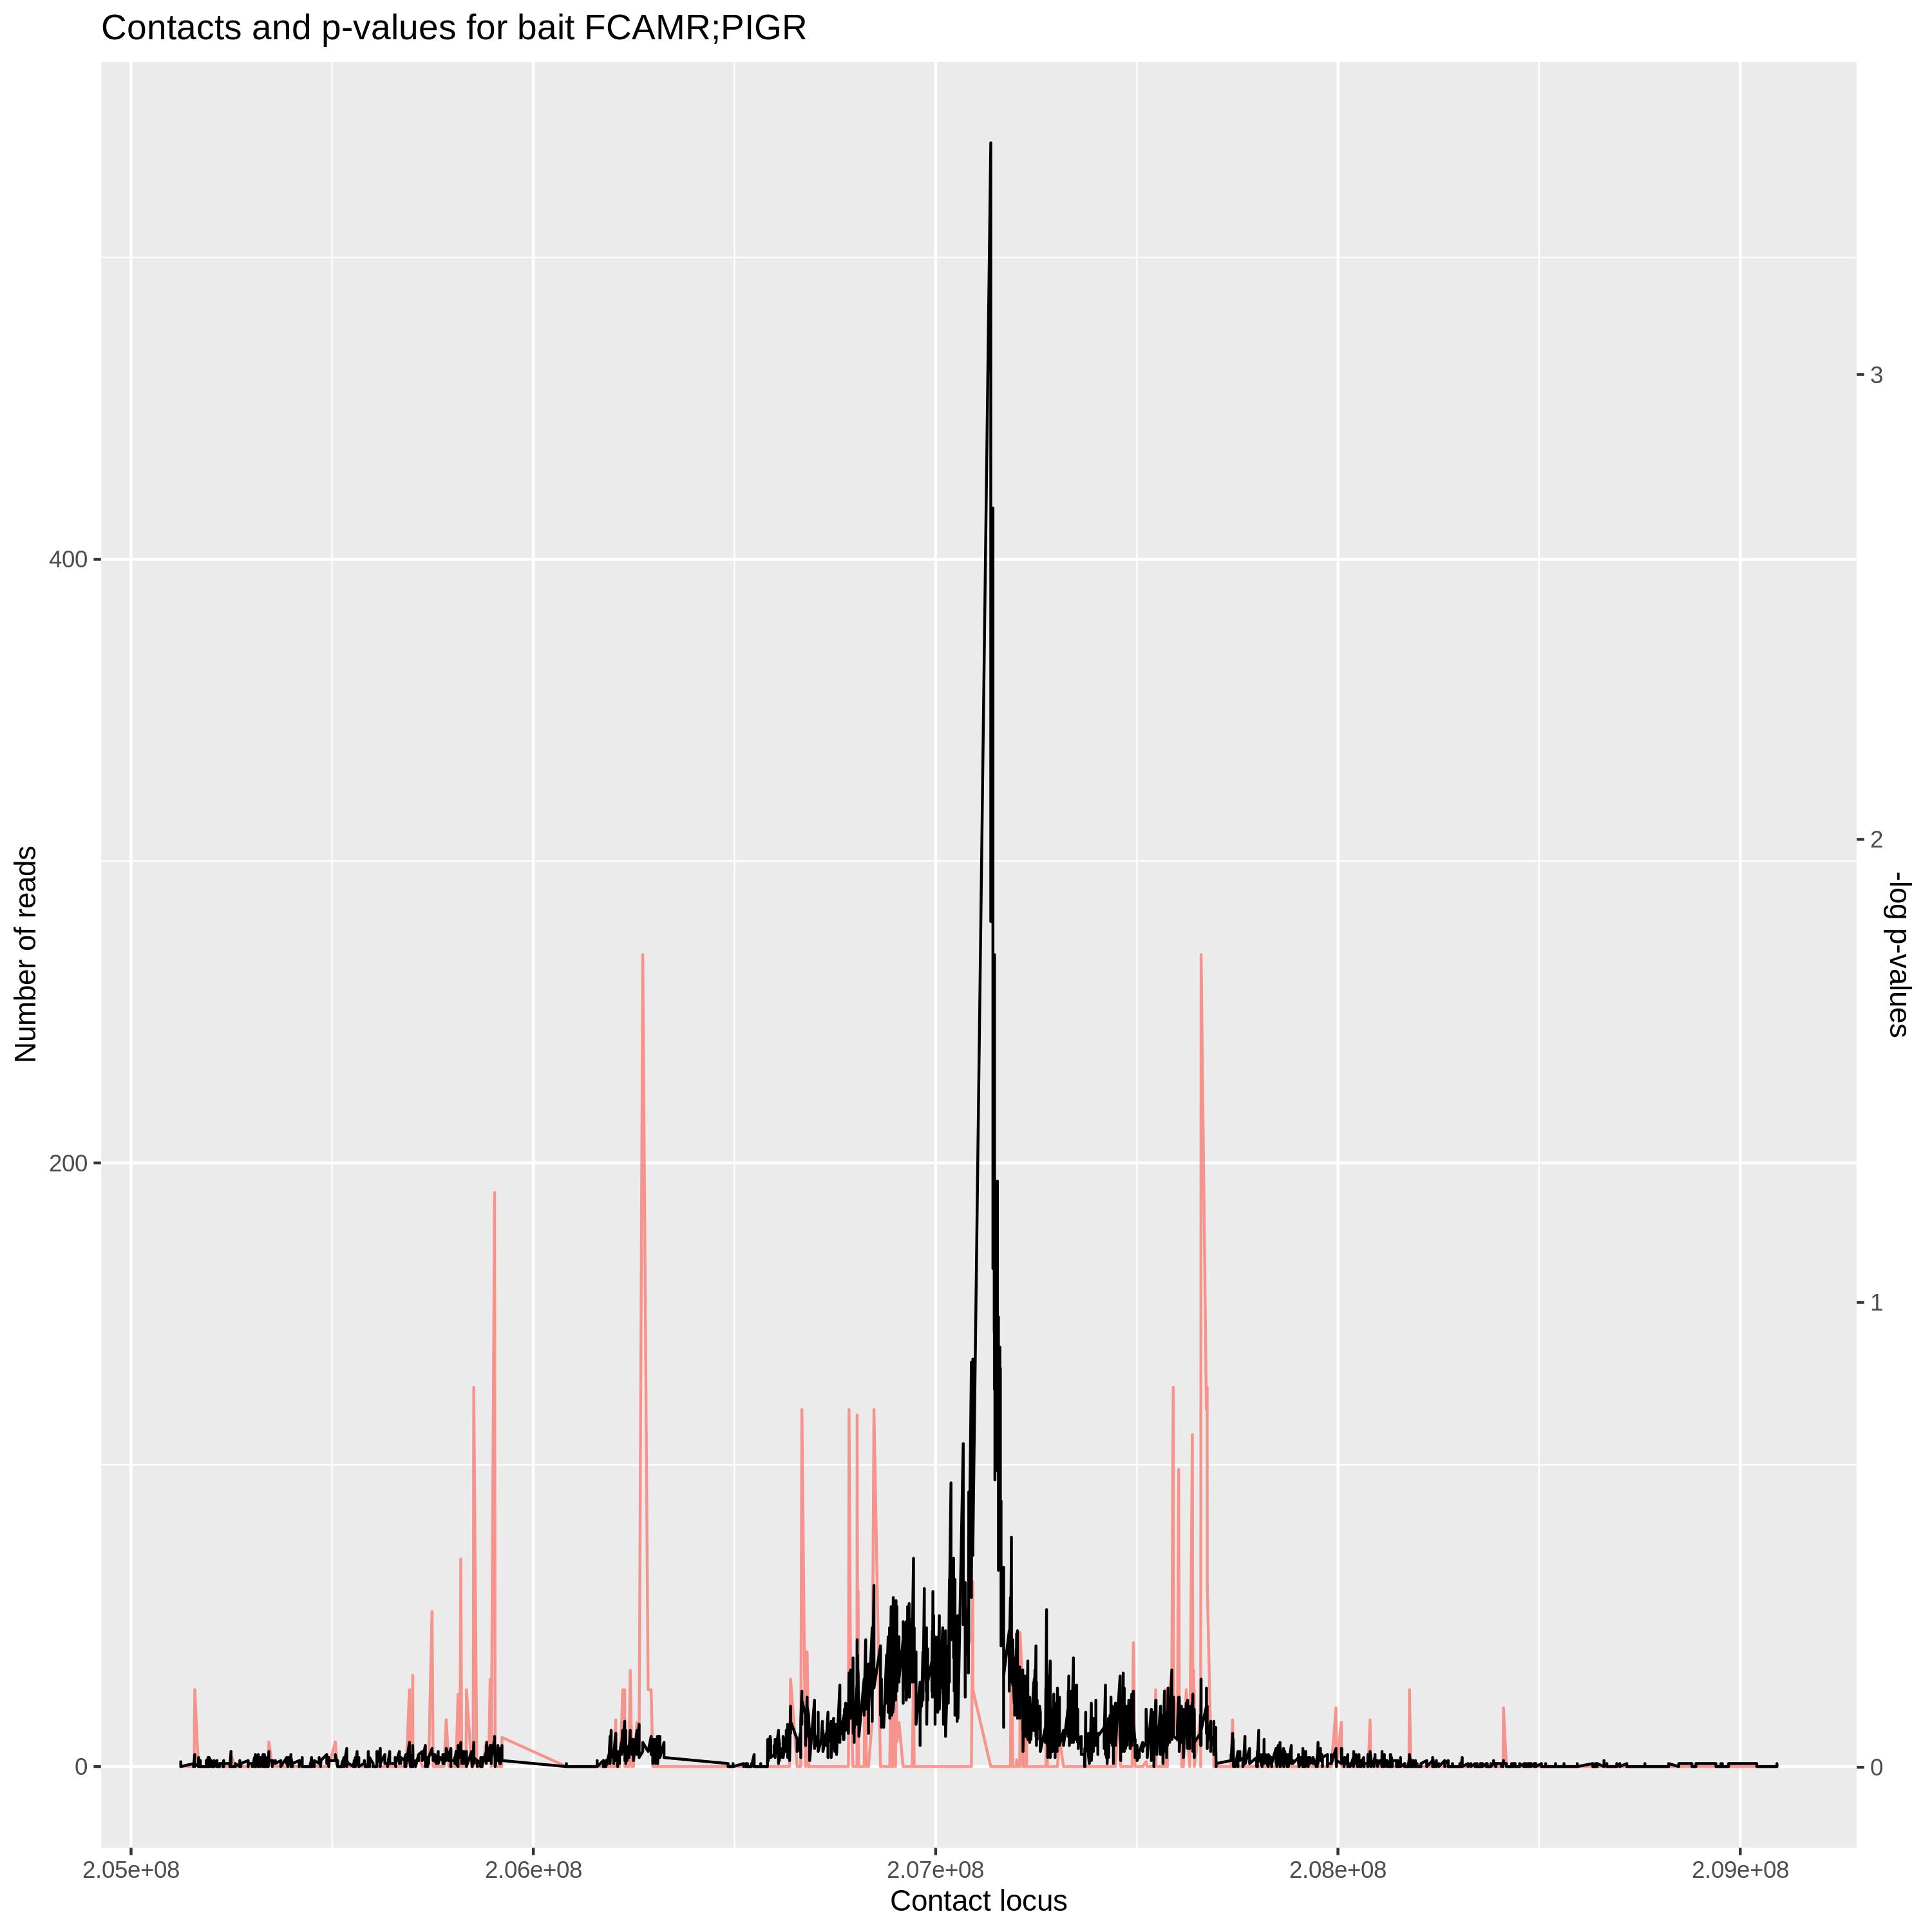 Contacts and p-values for bait FCAMR;PIGR
Number of reads
400
200
0
3
2
1
0
-log p-values
2.05e+08
2.06e+08
2.07e+08
2.08e+08
2.09e+08
Contact locus